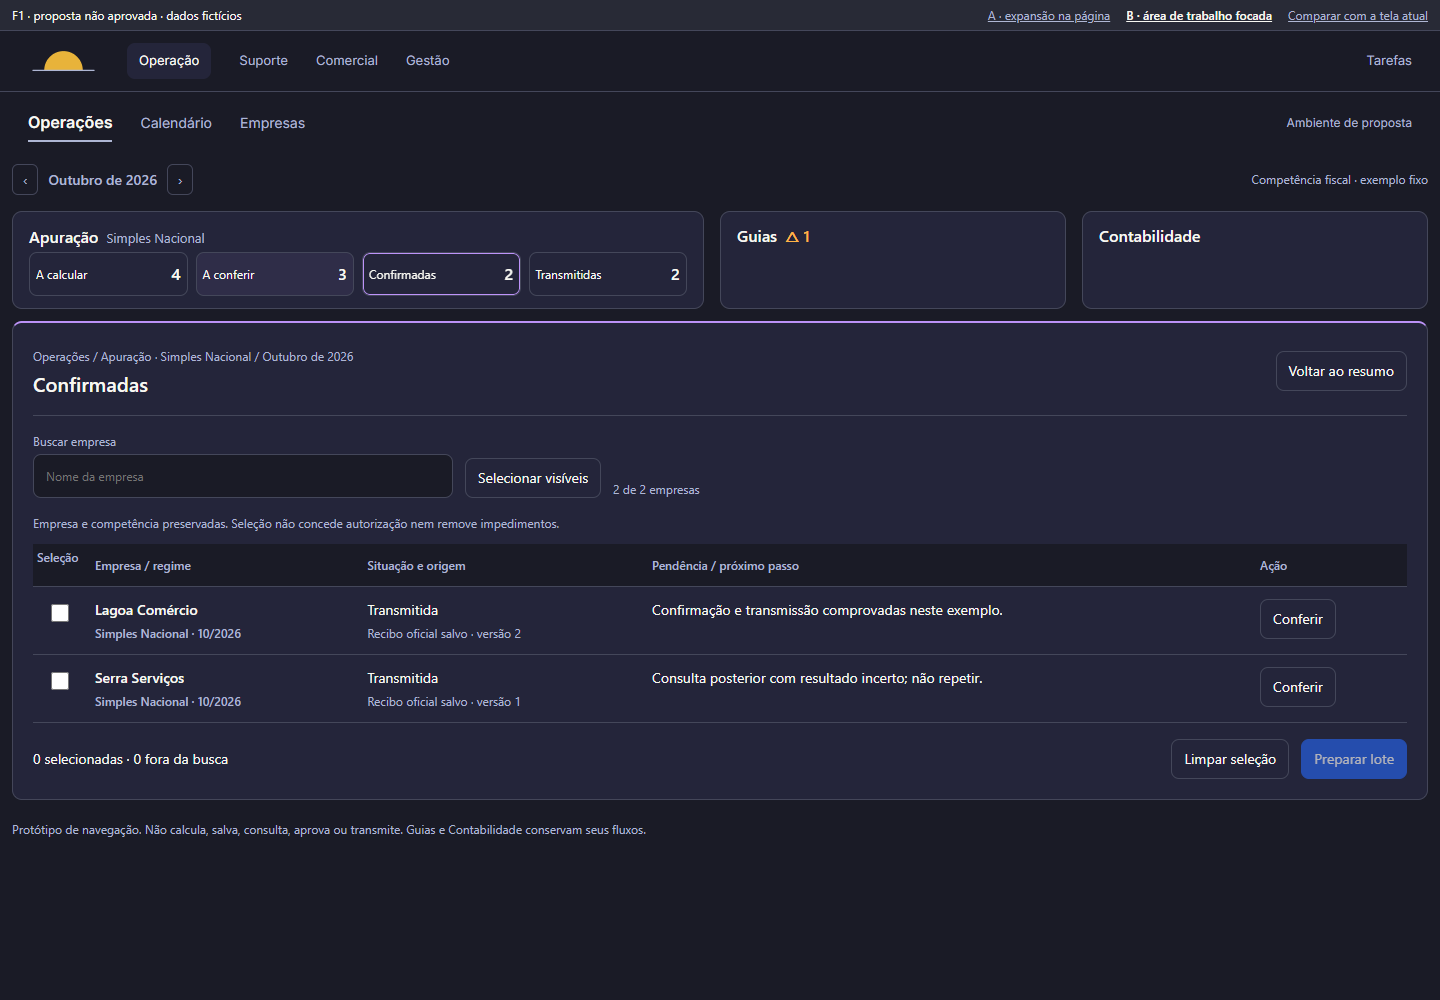 F1 · proposta não aprovada · dados fictícios
A · expansão na página
B · área de trabalho focada
Comparar com a tela atual
Operação
Suporte
Comercial
Gestão
Tarefas
Operações
Calendário
Empresas
Ambiente de proposta
‹ Outubro de 2026 ›
Competência fiscal · exemplo fixo
Apuração Simples Nacional
A calcular 4
A conferir 3
Confirmadas 2
Transmitidas 2
Guias 1
Contabilidade
Operações / Apuração · Simples Nacional / Outubro de 2026
Confirmadas
Voltar ao resumo
Buscar empresa
Nome da empresa
Selecionar visíveis
2 de 2 empresas
Empresa e competência preservadas. Seleção não concede autorização nem remove impedimentos.
Seleção
Empresa / regime
Situação e origem
Pendência / próximo passo
Ação
Lagoa Comércio
Simples Nacional · 10/2026
Transmitida
Recibo oficial salvo · versão 2
Confirmação e transmissão comprovadas neste exemplo.
Conferir
Serra Serviços
Simples Nacional · 10/2026
Transmitida
Recibo oficial salvo · versão 1
Consulta posterior com resultado incerto; não repetir.
Conferir
0 selecionadas · 0 fora da busca
Limpar seleção
Preparar lote
Protótipo de navegação. Não calcula, salva, consulta, aprova ou transmite. Guias e Contabilidade conservam seus fluxos.